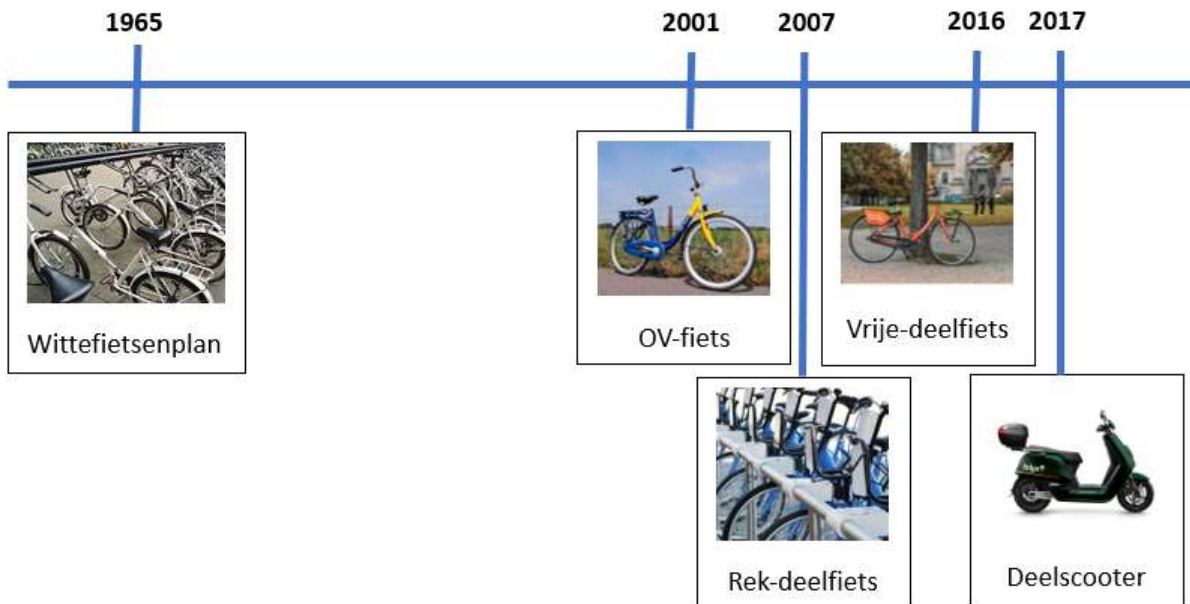 1965
2001
2007
2016
2017
Wittefietsenplan
OV-fiets
Vrije-deelfiets
Rek-deelfiets
Deelscooter